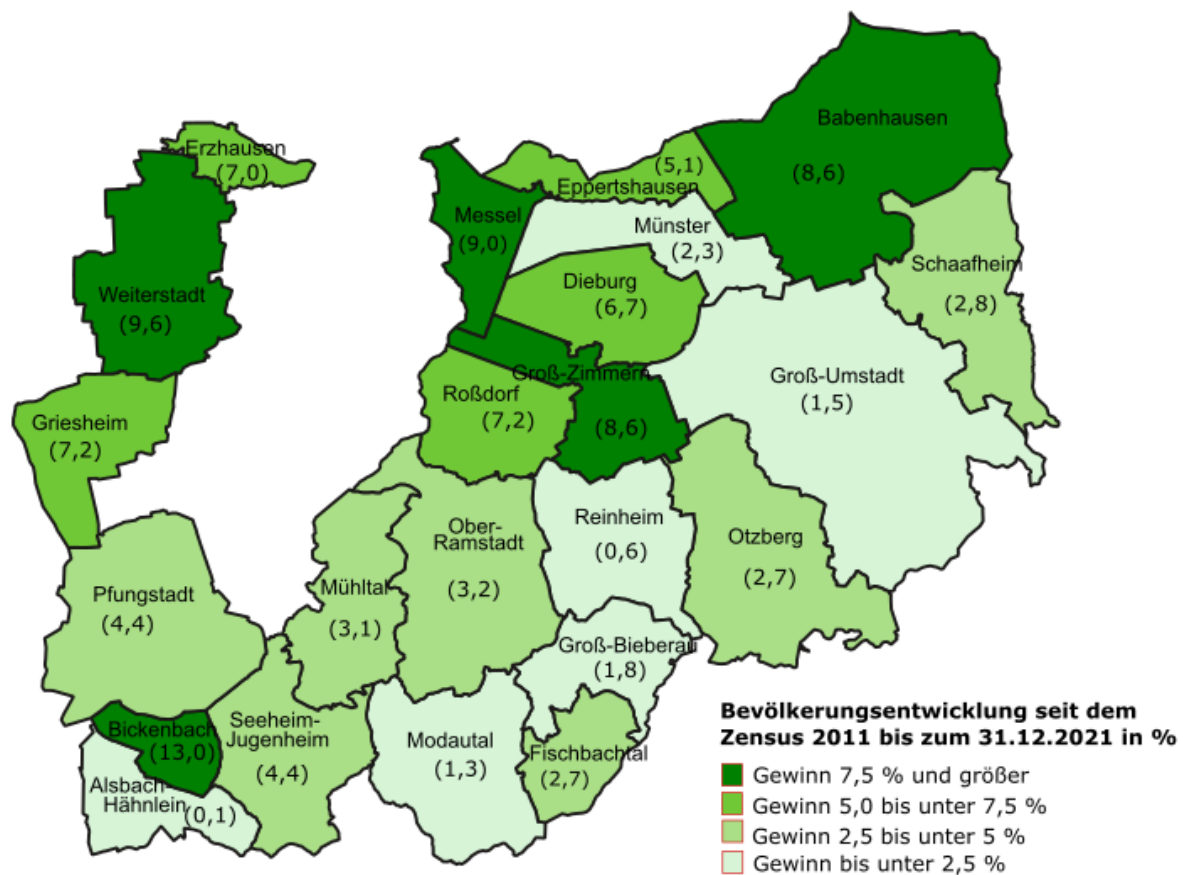 Babenhausen
(8,6)
Erzhausen
(7,0)
(5,1)
Eppertshausen
Messel
(9,0)
Münster
(2,3)
Schaafheim
(2,8)
Dieburg
(6,7)
Weiterstadt
(9,6)
Groß-Zimmern
(8,6)
Groß-Umstadt
(1,5)
Roßdorf
(7,2)
Griesheim
(7,2)
Reinheim
(0,6)
Ober-
Ramstadt
(3,2)
Otzberg
(2,7)
Mühltal
(3,1)
Pfungstadt
(4,4)
Groß-Bieberau
(1,8)
Bickenbach
(13,0)
Seeheim-
Jugenheim
(4,4)
Modautal
(1,3)
Fischbachtal
(2,7)
Alsbach-
Hähnlein
(0,1)
Bevölkerungsentwicklung seit dem
Zensus 2011 bis zum 31.12.2021 in %
Gewinn 7,5 % und größer
Gewinn 5,0 bis unter 7,5 %
Gewinn 2,5 bis unter 5 %
Gewinn bis unter 2,5 %